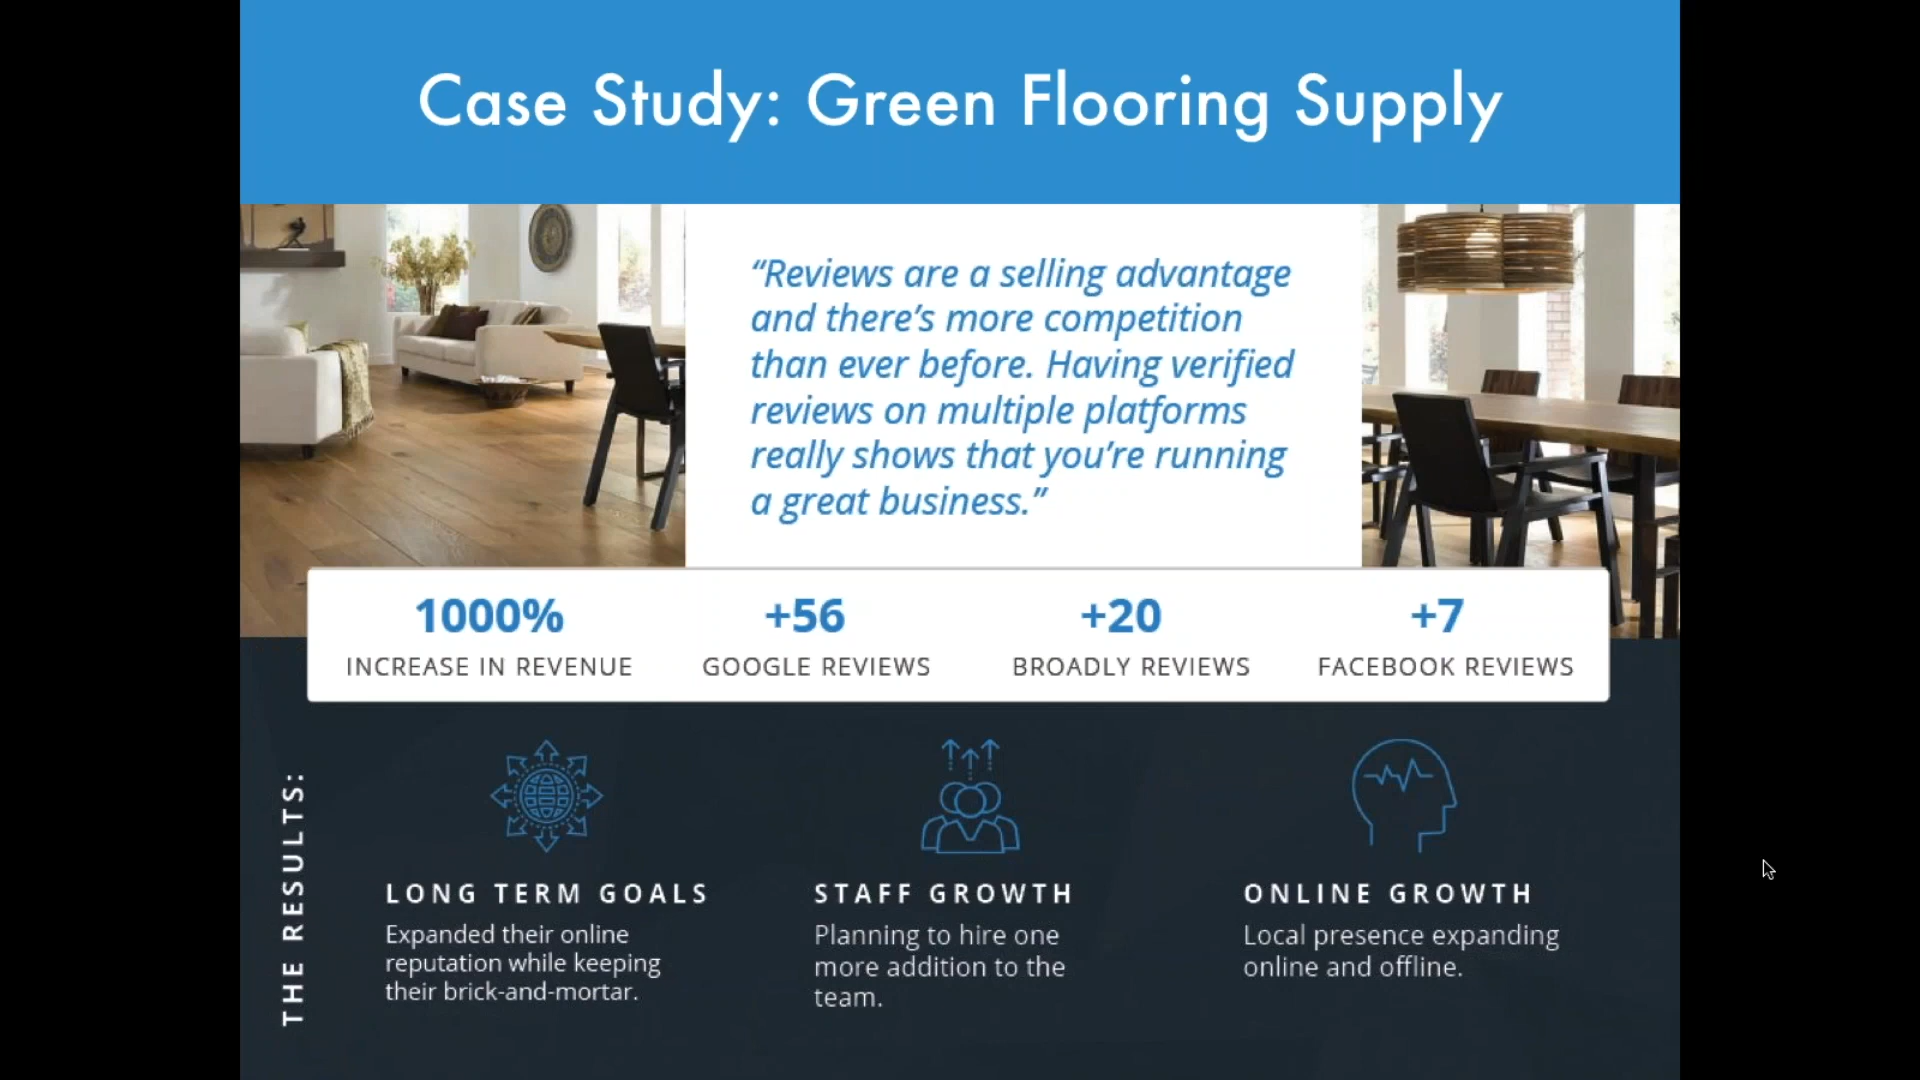 Case Study: Green Flooring Supply
“Reviews are a selling advantage
and there’s more competition
than ever before. Having verified
reviews on multiple platforms
really shows that you’re running
a great business.”
1000%
INCREASE IN REVENUE
+56
GOOGLE REVIEWS
+20
BROADLY REVIEWS
+7
FACEBOOK REVIEWS
THE RESULTS:
LONG TERM GOALS
Expanded their online
reputation while keeping
their brick-and-mortar.
STAFF GROWTH
Planning to hire one
more addition to the
team.
ONLINE GROWTH
Local presence expanding
online and offline.